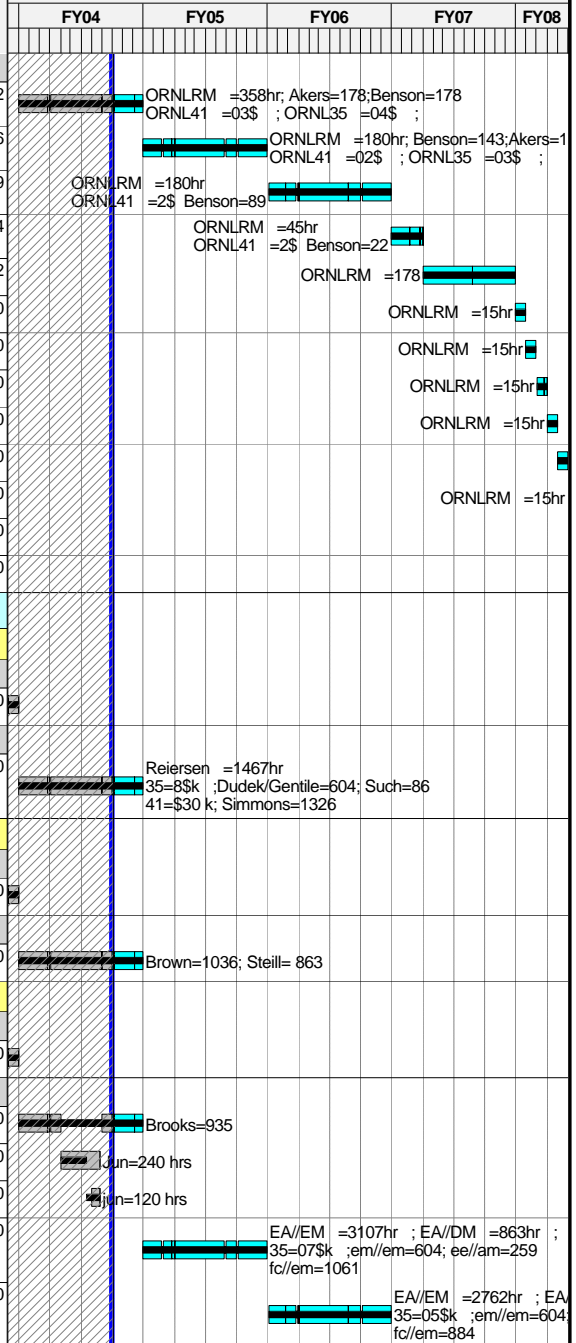 FY04 FY05 FY06 FY07 FY08
ORNLRM =358hr; Akers=178;Benson=178
ORNL41 =03$ ; ORNL35 =04$ ;
ORNLRM =180hr; Benson=143;Akers=1
ORNL41 =02$ ; ORNL35 =03$ ;
ORNLRM =180hr
ORNL41 =2$ Benson=89
ORNLRM =45hr
ORNL41 =2$ Benson=22
ORNLRM =178
ORNLRM =15hr
ORNLRM =15hr
ORNLRM =15hr
ORNLRM =15hr
ORNLRM =15hr
Reiersen =1467hr
35=8$k ;Dudek/Gentile=604; Such=86
41=$30 k; Simmons=1326
Brown=1036; Steill= 863
Brooks=935
Jun=240 hrs
jun=120 hrs
EA//EM =3107hr ; EA//DM =863hr ;
35=07$k ;em//em=604; ee//am=259
fc//em=1061
EA//EM =2762hr ; EA/
35=05$k ;em//em=604;
fc//em=884